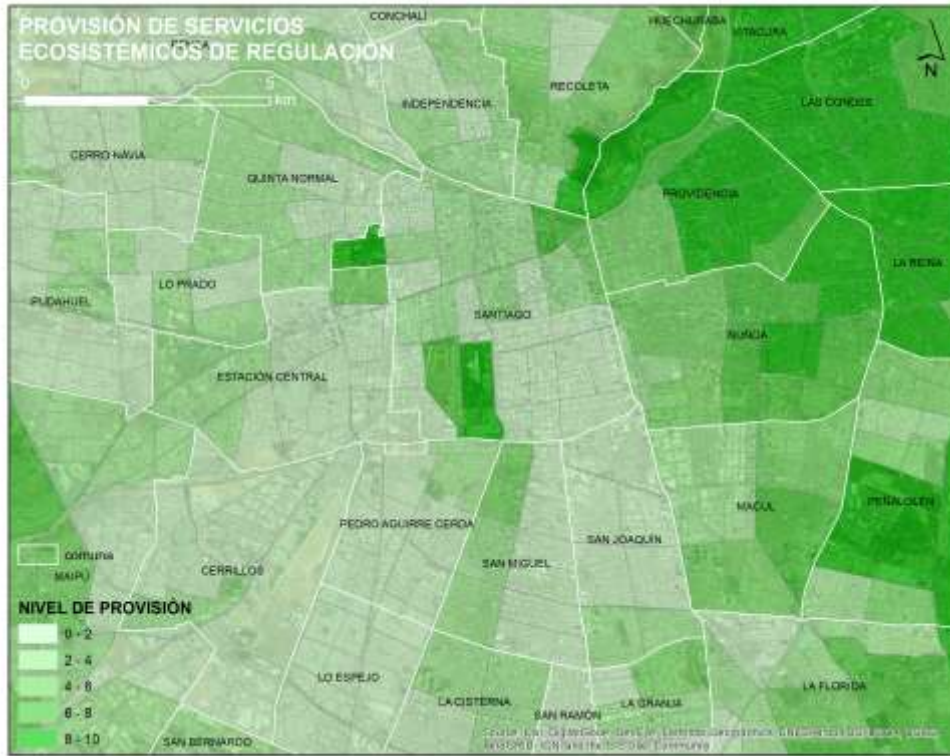 PROVISIÓN DE SERVICIOS
ECOSISTÉMICOS DE REGULACIÓN
0 5
km
N
CONCHALÍ
HUECHURABA
VITACURA
RECOLETA
INDEPENDENCIA
LAS CONDES
CERRO NAVIA
QUINTA NORMAL
PROVIDENCIA
LA REINA
LO PRADO
PUDAHUEL
SANTIAGO
ÑUÑOA
ESTACIÓN CENTRAL
PEÑALOLÉN
MACUL
PEDRO AGUIRRE CERDA
SAN JOAQUÍN
SAN MIGUEL
CERRILLOS
comuna
MAIPÚ
NIVEL DE PROVISIÓN
0 - 2
2 - 4
4 - 6
6 - 8
8 - 10
LO ESPEJO
LA CISTERNA
LA GRANJA
LA FLORIDA
SAN RAMÓN
SAN BERNARDO